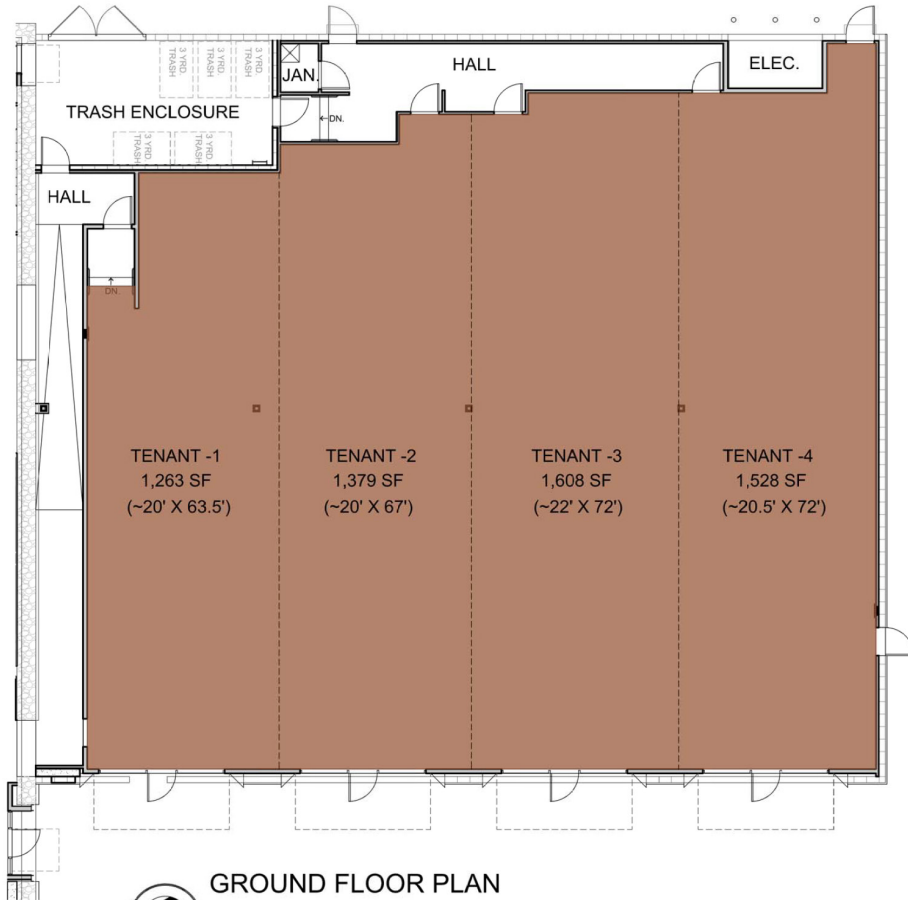 3 YRD.
TRASH
3 YRD.
TRASH
3 YRD.
TRASH
JAN.
HALL
ELEC.
TRASH ENCLOSURE
←DN.
3 YRD.
TRASH
3 YRD.
TRASH
HALL
DN.
TENANT -1
1,263 SF
(~20' X 63.5')
TENANT -2
1,379 SF
(~20' X 67')
TENANT -3
1,608 SF
(~22' X 72')
TENANT -4
1,528 SF
(~20.5' X 72')
GROUND FLOOR PLAN